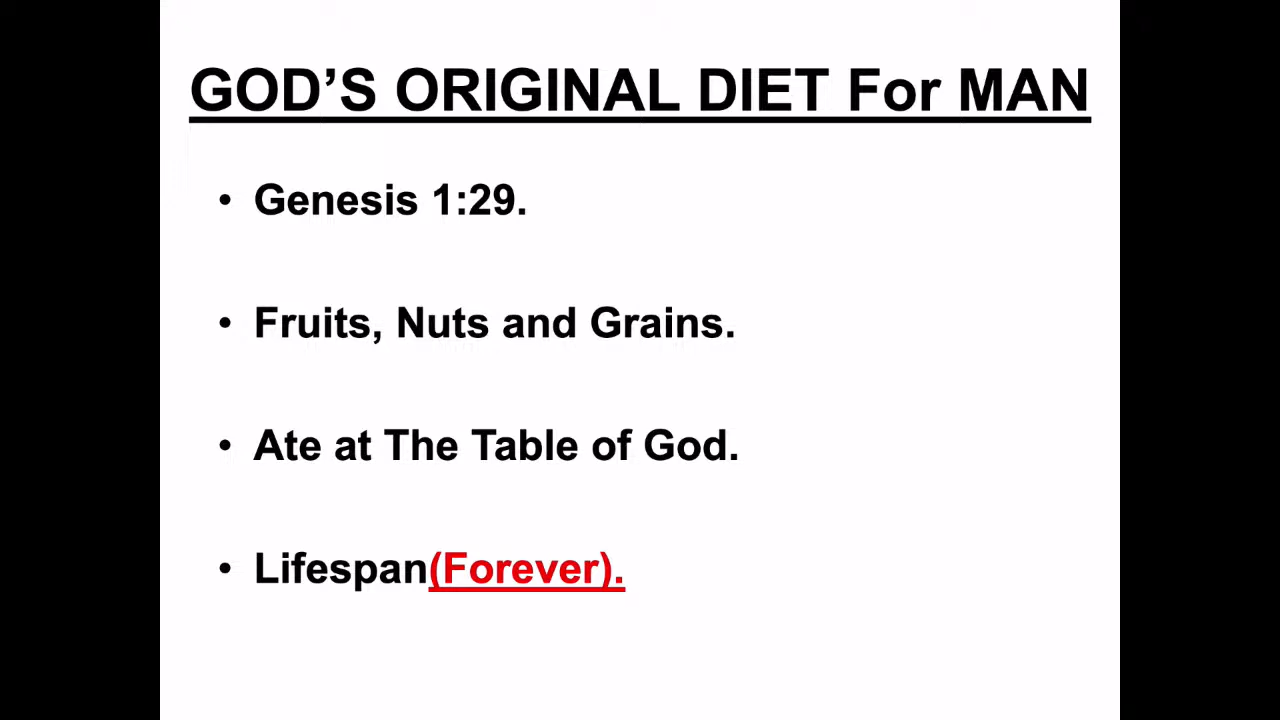 GOD’S ORIGINAL DIET For MAN
• Genesis 1:29.
• Fruits, Nuts and Grains.
• Ate at The Table of God.
• Lifespan(Forever).